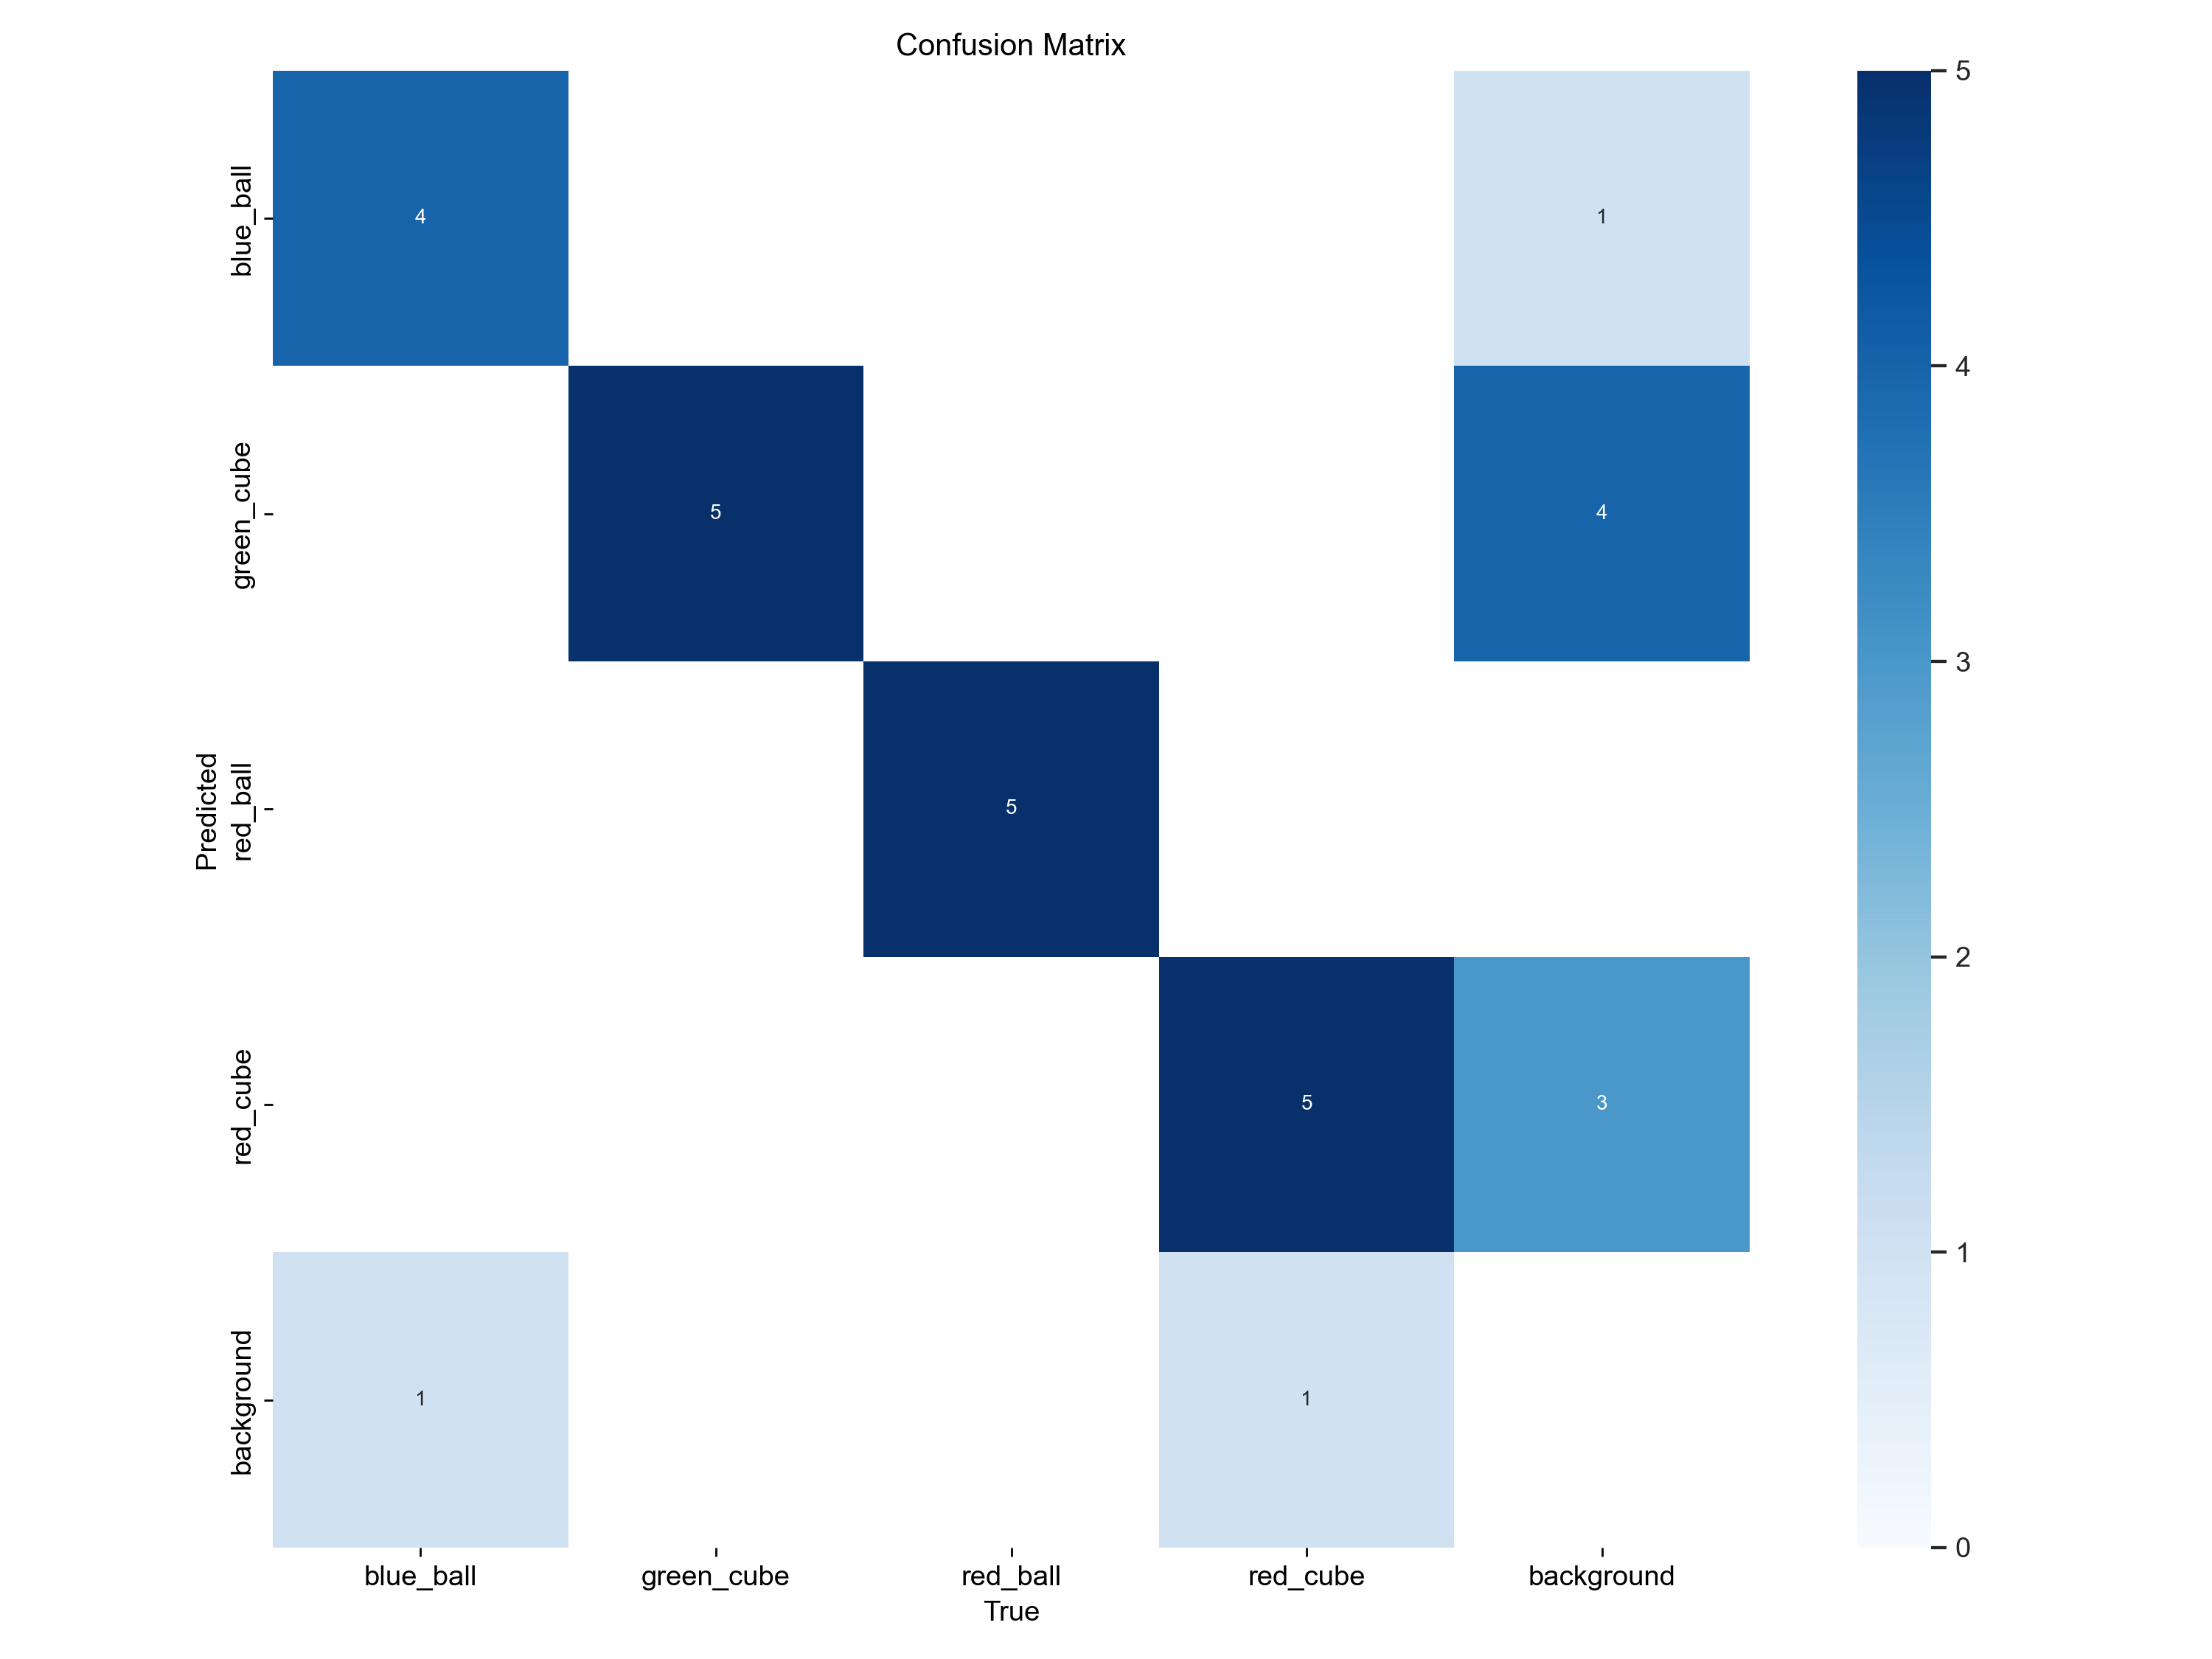 Confusion Matrix
5
blue_ball
4
1
4
green_cube
5
4
3
Predicted
red_ball
5
2
red_cube
5
3
1
background
1
1
0
blue_ball
green_cube
red_ball
red_cube
background
True